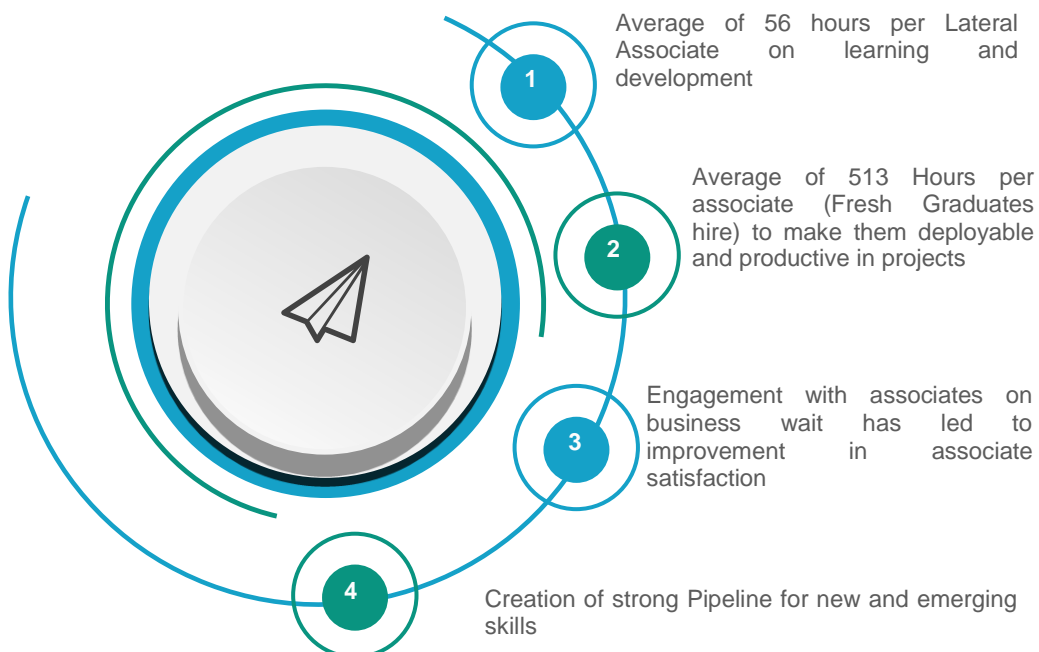 Average of 56 hours per Lateral
Associate on learning and
development
1
Average of 513 Hours per
associate (Fresh Graduates
hire) to make them deployable
and productive in projects
2
Engagement with associates on
business wait has led to
improvement in associate
satisfaction
3
4
Creation of strong Pipeline for new and emerging
skills